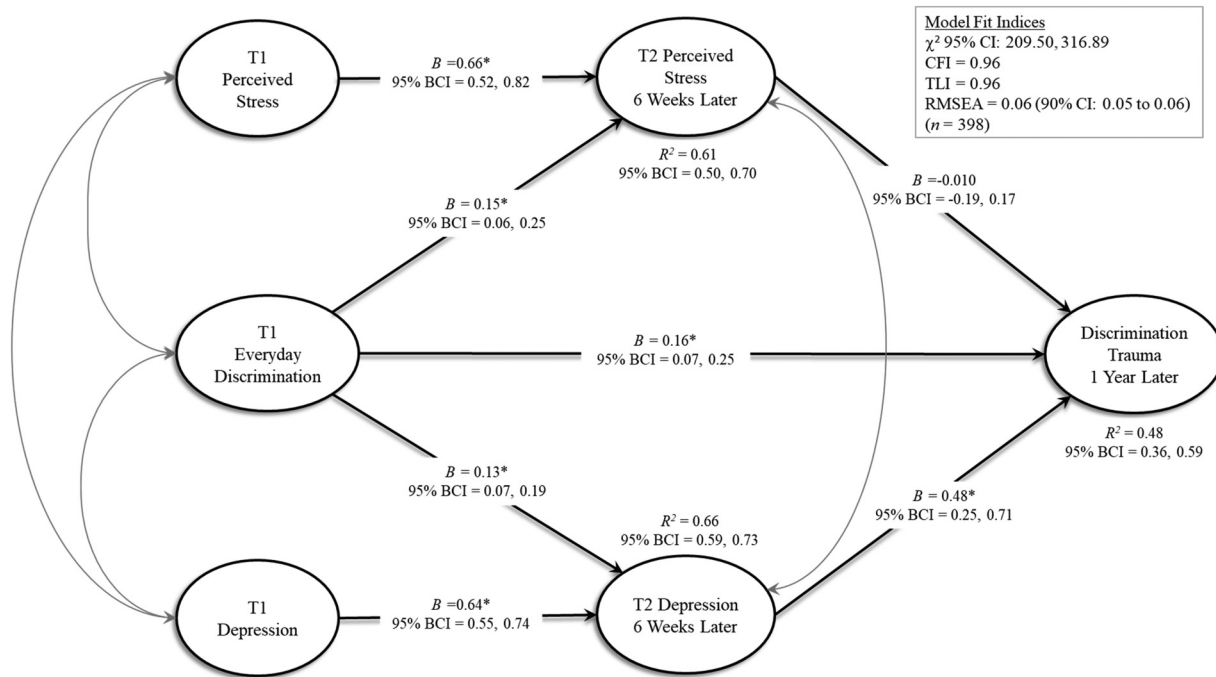 T1
Perceived
Stress
B =0.66*
95% BCI = 0.52, 0.82
T2 Perceived
Stress
6 Weeks Later
Model Fit Indices
χ² 95% CI: 209.50, 316.89
CFI = 0.96
TLI = 0.96
RMSEA = 0.06 (90% CI: 0.05 to 0.06)
(n = 398)
R² = 0.61
95% BCI = 0.50, 0.70
B =-0.010
95% BCI = -0.19, 0.17
B = 0.15*
95% BCI = 0.06, 0.25
T1
Everyday
Discrimination
B = 0.16*
95% BCI = 0.07, 0.25
Discrimination
Trauma
1 Year Later
R² = 0.48
95% BCI = 0.36, 0.59
B = 0.13*
95% BCI = 0.07, 0.19
B = 0.48*
95% BCI = 0.25, 0.71
R² = 0.66
95% BCI = 0.59, 0.73
T1
Depression
B =0.64*
95% BCI = 0.55, 0.74
T2 Depression
6 Weeks Later